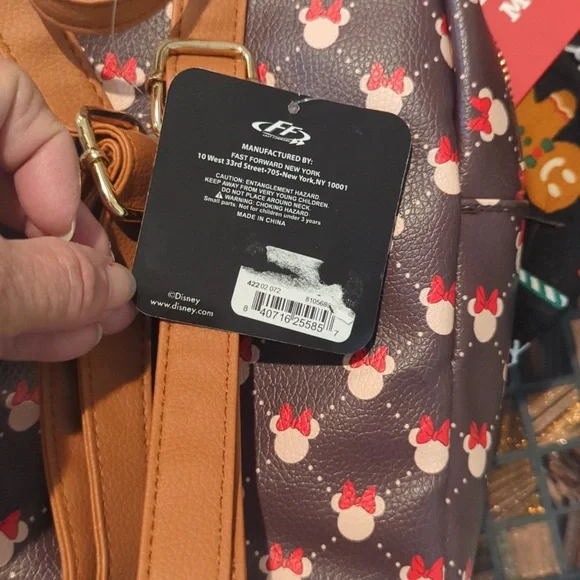 FF
MANUFACTURED BY:
FAST FORWARD NEW YORK
10 West 33rd Street•705•New York,NY 10001
CAUTION: ENTANGLEMENT HAZARD
KEEP AWAY FROM VERY YOUNG CHILDREN.
DO NOT PLACE AROUND NECK.
WARNING: CHOKING HAZARD.
Small parts. Not for children under 3 years
MADE IN CHINA
©Disney
www.disney.com
422 02 072 810568
8 40716 25585 7
M